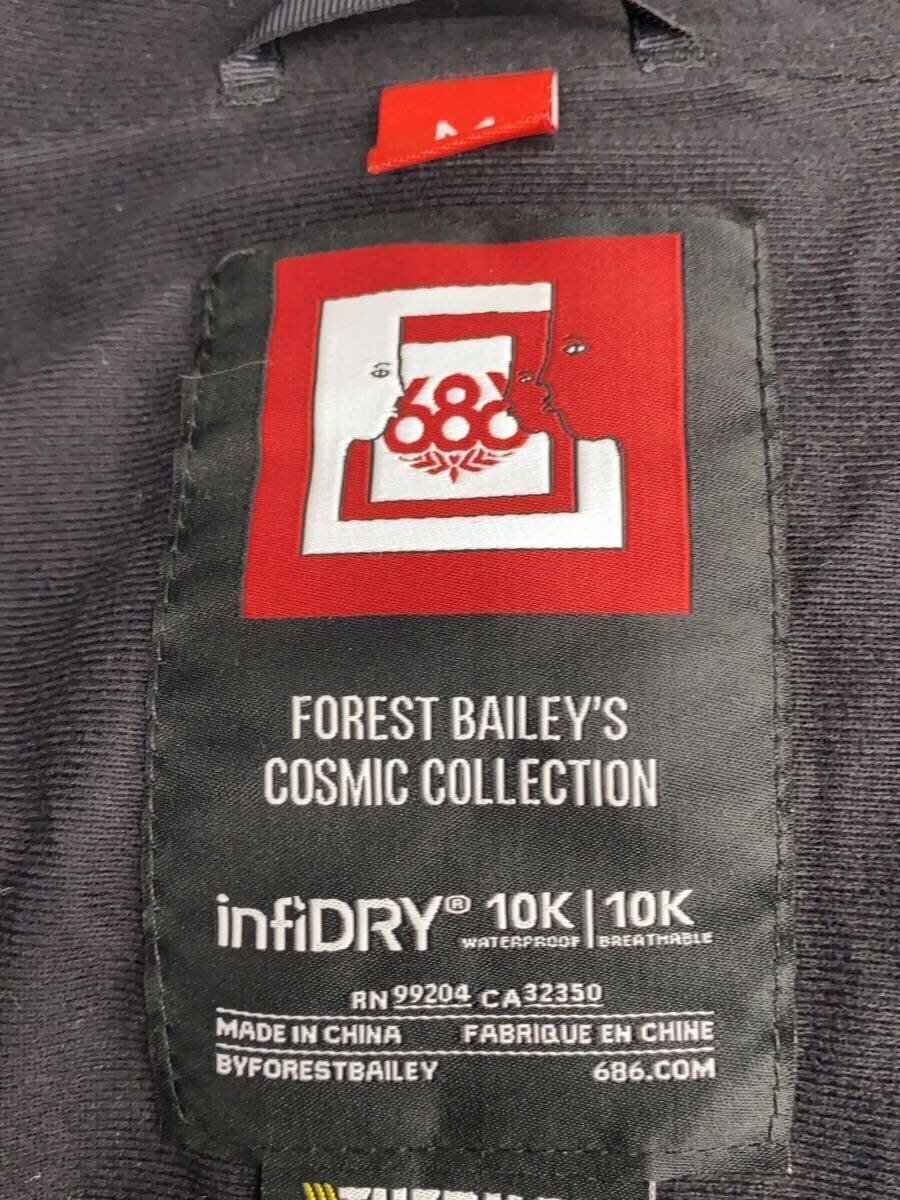 686
FOREST BAILEY'S
COSMIC COLLECTION
infiDRY® 10K | 10K
WATERPROOF BREATHABLE
RN 99204 CA 32350
MADE IN CHINA FABRIQUE EN CHINE
BYFORESTBAILEY 686.COM